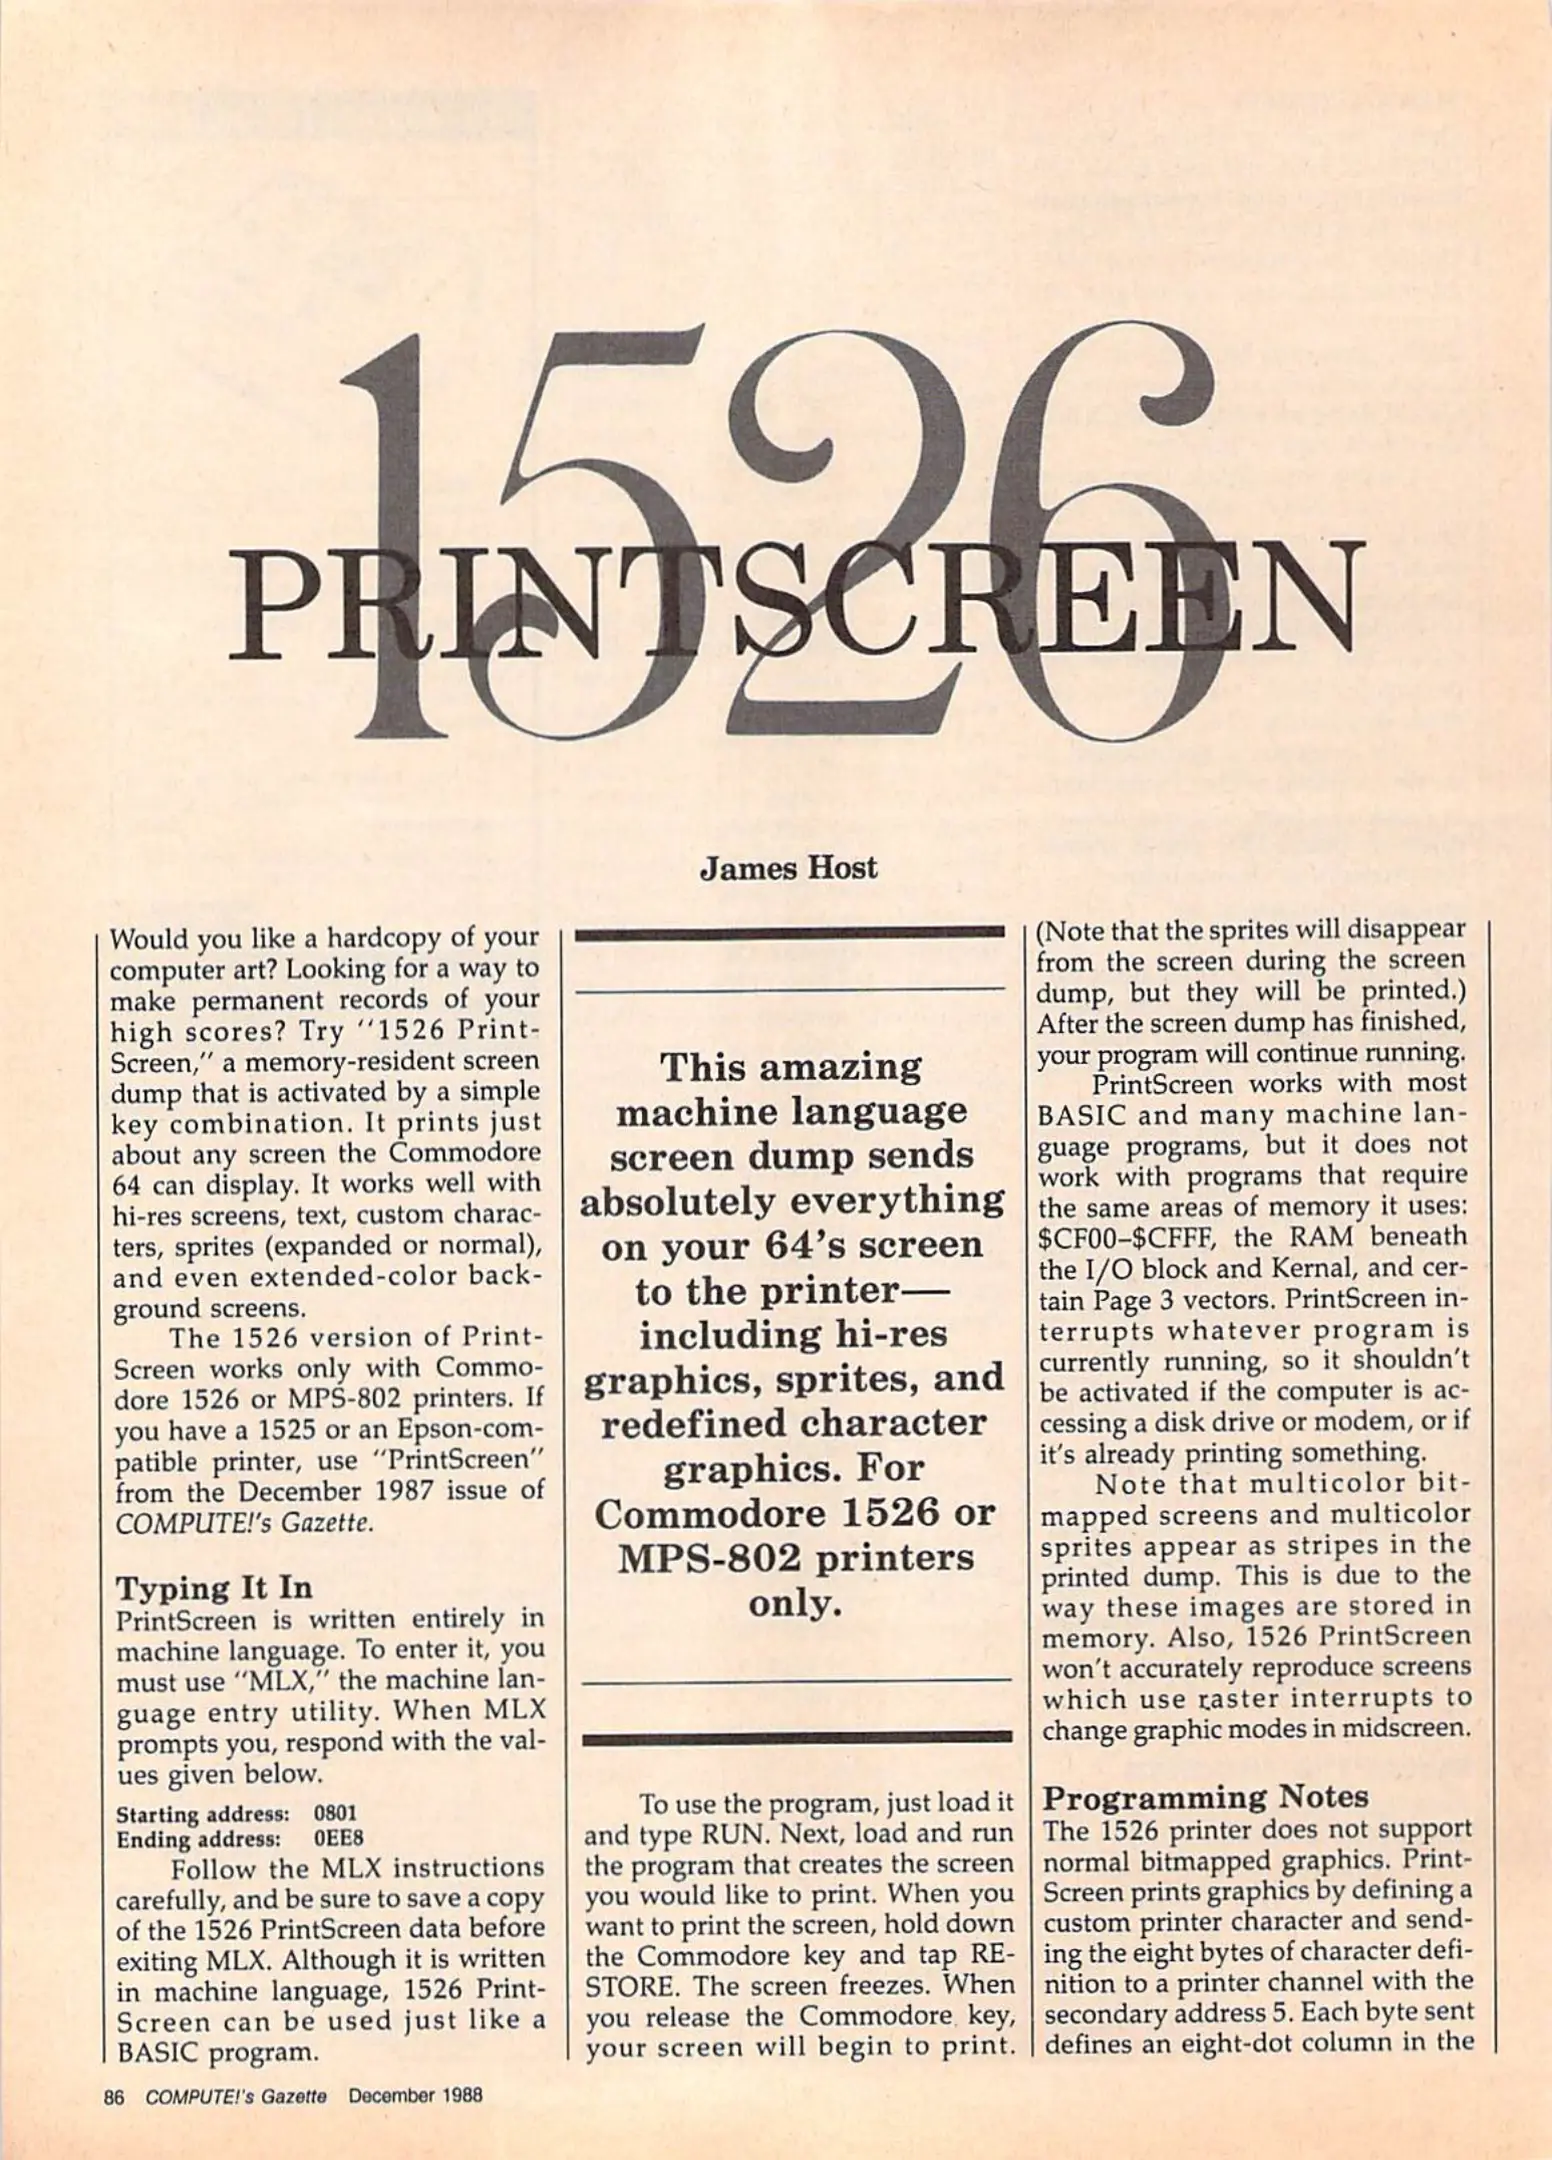 1526
PRINTSCREEN
James Host
Would you like a hardcopy of your
computer art? Looking for a way to
make permanent records of your
high scores? Try "1526 Print-
Screen," a memory-resident screen
dump that is activated by a simple
key combination. It prints just
about any screen the Commodore
64 can display. It works well with
hi-res screens, text, custom charac-
ters, sprites (expanded or normal),
and even extended-color back-
ground screens.
The 1526 version of Print-
Screen works only with Commo-
dore 1526 or MPS-802 printers. If
you have a 1525 or an Epson-com-
patible printer, use "PrintScreen"
from the December 1987 issue of
COMPUTE!'s Gazette.
Typing It In
PrintScreen is written entirely in
machine language. To enter it, you
must use "MLX," the machine lan-
guage entry utility. When MLX
prompts you, respond with the val-
ues given below.
Starting address: 0801
Ending address: 0EE8
Follow the MLX instructions
carefully, and be sure to save a copy
of the 1526 PrintScreen data before
exiting MLX. Although it is written
in machine language, 1526 Print-
Screen can be used just like a
BASIC program.
This amazing
machine language
screen dump sends
absolutely everything
on your 64's screen
to the printer—
including hi-res
graphics, sprites, and
redefined character
graphics. For
Commodore 1526 or
MPS-802 printers
only.
To use the program, just load it
and type RUN. Next, load and run
the program that creates the screen
you would like to print. When you
want to print the screen, hold down
the Commodore key and tap RE-
STORE. The screen freezes. When
you release the Commodore key,
your screen will begin to print.
(Note that the sprites will disappear
from the screen during the screen
dump, but they will be printed.)
After the screen dump has finished,
your program will continue running.
PrintScreen works with most
BASIC and many machine lan-
guage programs, but it does not
work with programs that require
the same areas of memory it uses:
$CF00–$CFFF, the RAM beneath
the I/O block and Kernal, and cer-
tain Page 3 vectors. PrintScreen in-
terrupts whatever program is
currently running, so it shouldn't
be activated if the computer is ac-
cessing a disk drive or modem, or if
it's already printing something.
Note that multicolor bit-
mapped screens and multicolor
sprites appear as stripes in the
printed dump. This is due to the
way these images are stored in
memory. Also, 1526 PrintScreen
won't accurately reproduce screens
which use raster interrupts to
change graphic modes in midscreen.
Programming Notes
The 1526 printer does not support
normal bitmapped graphics. Print-
Screen prints graphics by defining a
custom printer character and send-
ing the eight bytes of character defi-
nition to a printer channel with the
secondary address 5. Each byte sent
defines an eight-dot column in the
86 COMPUTE!'s Gazette December 1988